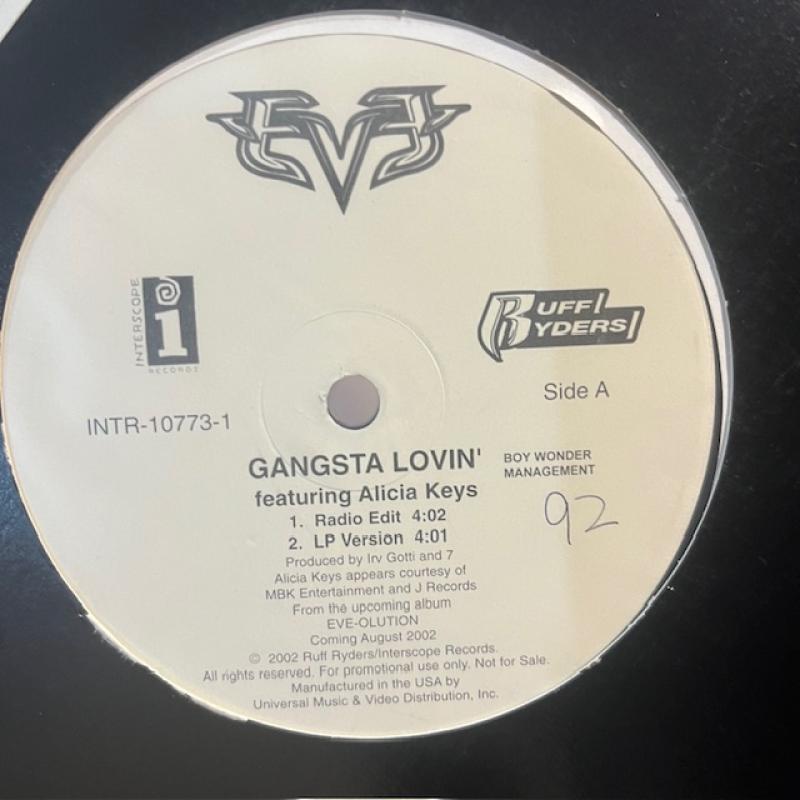 EVE
INTERSCOPE
RECORDS
RUFF
RYDERS
Side A
INTR-10773-1
GANGSTA LOVIN'
featuring Alicia Keys
BOY WONDER
MANAGEMENT
92
1. Radio Edit 4:02
2. LP Version 4:01
Produced by Irv Gotti and 7
Alicia Keys appears courtesy of
MBK Entertainment and J Records
From the upcoming album
EVE-OLUTION
Coming August 2002
© 2002 Ruff Ryders/Interscope Records.
All rights reserved. For promotional use only. Not for Sale.
Manufactured in the USA by
Universal Music & Video Distribution, Inc.